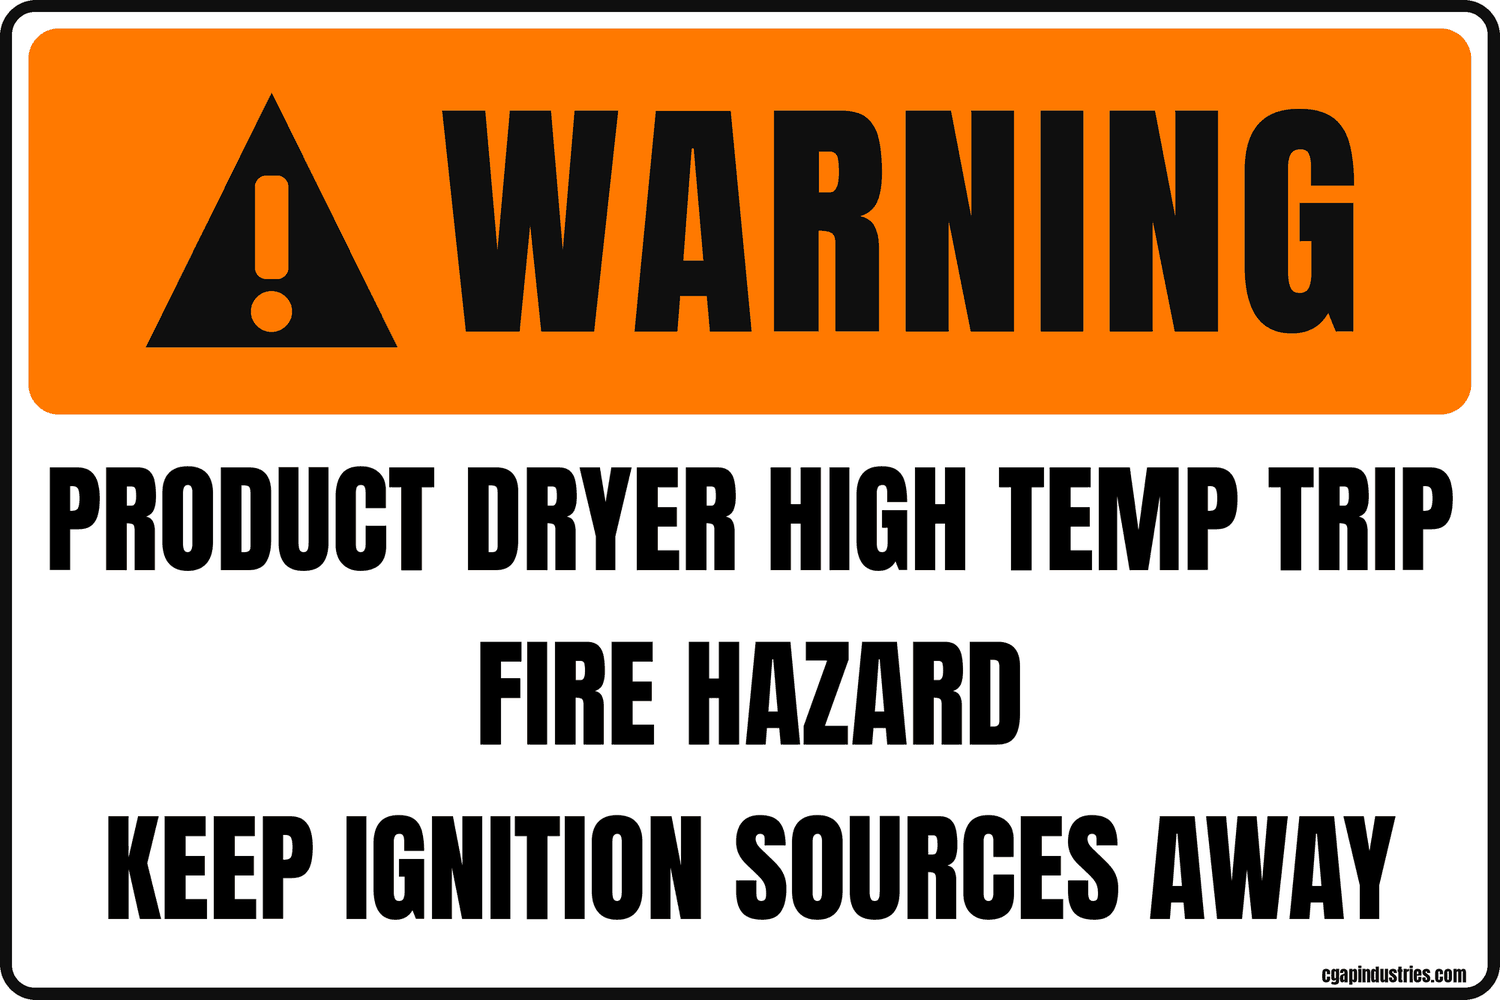 WARNING
PRODUCT DRYER HIGH TEMP TRIP
FIRE HAZARD
KEEP IGNITION SOURCES AWAY
cgapindustries.com